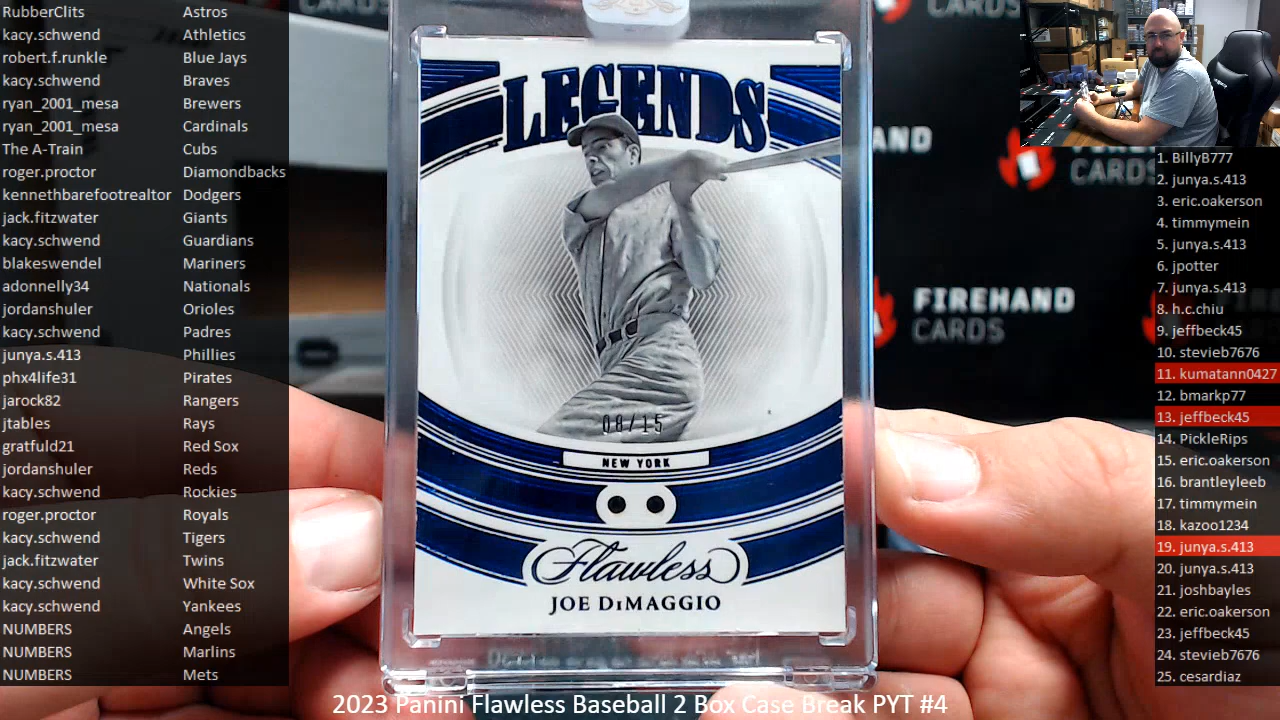 RubberClits Astros
kacy.schwend Athletics
robert.f.runkle Blue Jays
kacy.schwend Braves
ryan_2001_mesa Brewers
ryan_2001_mesa Cardinals
The A-Train Cubs
roger.proctor Diamondbacks
kennethbarefootrealtor Dodgers
jack.fitzwater Giants
kacy.schwend Guardians
blakeswendel Mariners
adonnelly34 Nationals
jordanshuler Orioles
kacy.schwend Padres
junya.s.413 Phillies
phx4life31 Pirates
jarock82 Rangers
jtables Rays
gratfuld21 Red Sox
jordanshuler Reds
kacy.schwend Rockies
roger.proctor Royals
kacy.schwend Tigers
jack.fitzwater Twins
kacy.schwend White Sox
kacy.schwend Yankees
NUMBERS Angels
NUMBERS Marlins
NUMBERS Mets
LEGENDS
08/15
NEW YORK
Flawless
JOE DiMAGGIO
CARDS
CARDS
FIREHAND
CARDS
1. BillyB777
2. junya.s.413
3. eric.oakerson
4. timmymein
5. junya.s.413
6. jpotter
7. junya.s.413
8. h.c.chiu
9. jeffbeck45
10. stevieb7676
11. kumatann0427
12. bmarkp77
13. jeffbeck45
14. PickleRips
15. eric.oakerson
16. brantleyleeb
17. timmymein
18. kazoo1234
19. junya.s.413
20. junya.s.413
21. joshbayles
22. eric.oakerson
23. jeffbeck45
24. stevieb7676
25. cesardiaz
2023 Panini Flawless Baseball 2 Box Case Break PYT #4